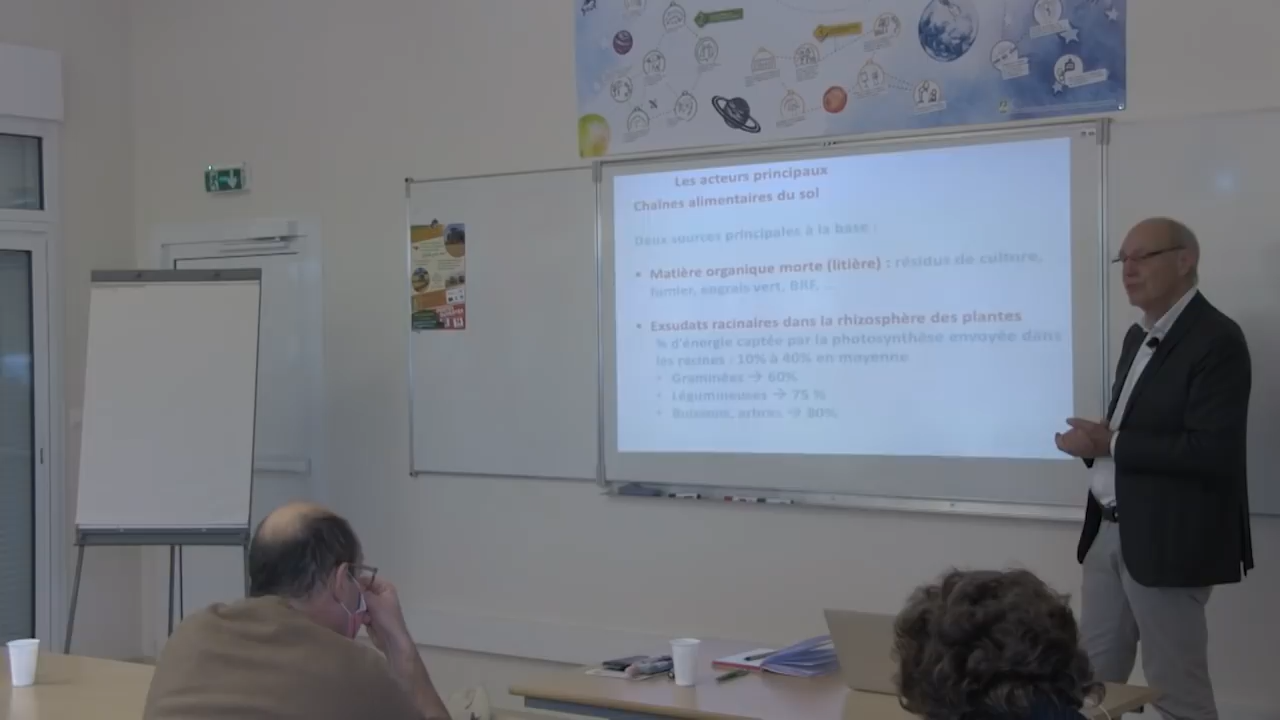 Les acteurs principaux
Chaînes alimentaires du sol
Deux sources principales à la base :
• Matière organique morte (litière) : résidus de culture,
fumier, engrais vert, BRF, ...
• Exsudats racinaires dans la rhizosphère des plantes
% d'énergie captée par la photosynthèse envoyée dans
les racines : 10% à 40% en moyenne
• Graminées → 60%
• Légumineuses → 75 %
• Buissons, arbres → 80%